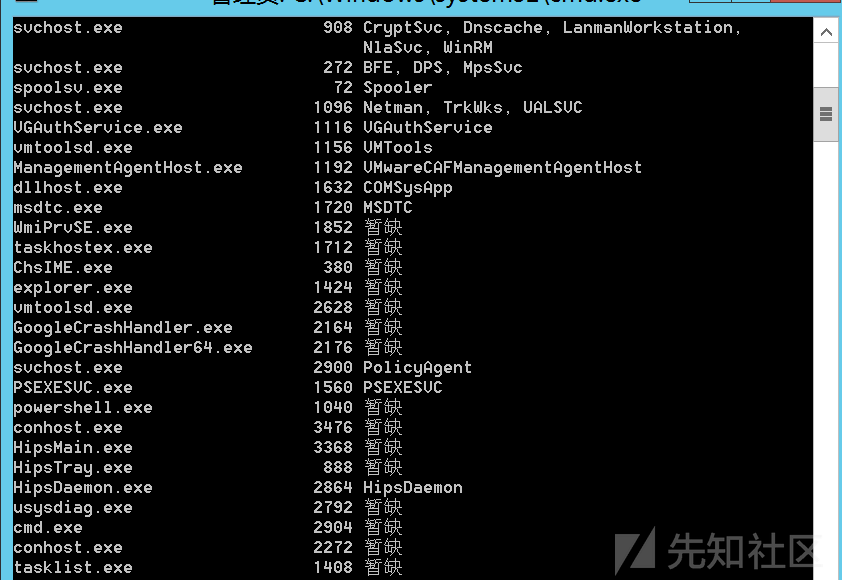 管理员: C:\Windows\system32\cmd.exe
svchost.exe 908 CryptSvc, Dnscache, LanmanWorkstation,
NlaSvc, WinRM
svchost.exe 272 BFE, DPS, MpsSvc
spoolsv.exe 72 Spooler
svchost.exe 1096 Netman, TrkWks, UALSVC
VGAuthService.exe 1116 VGAuthService
vmtoolsd.exe 1156 VMTools
ManagementAgentHost.exe 1192 VMwareCAFManagementAgentHost
dllhost.exe 1632 COMSysApp
msdtc.exe 1720 MSDTC
WmiPrvSE.exe 1852 暂缺
taskhostex.exe 1712 暂缺
ChsIME.exe 380 暂缺
explorer.exe 1424 暂缺
vmtoolsd.exe 2628 暂缺
GoogleCrashHandler.exe 2164 暂缺
GoogleCrashHandler64.exe 2176 暂缺
svchost.exe 2900 PolicyAgent
PSEXESVC.exe 1560 PSEXESVC
powershell.exe 1040 暂缺
conhost.exe 3476 暂缺
HipsMain.exe 3368 暂缺
HipsTray.exe 888 暂缺
HipsDaemon.exe 2864 HipsDaemon
usysdiag.exe 2792 暂缺
cmd.exe 2904 暂缺
conhost.exe 2272 暂缺
tasklist.exe 1408 暂缺
先知社区